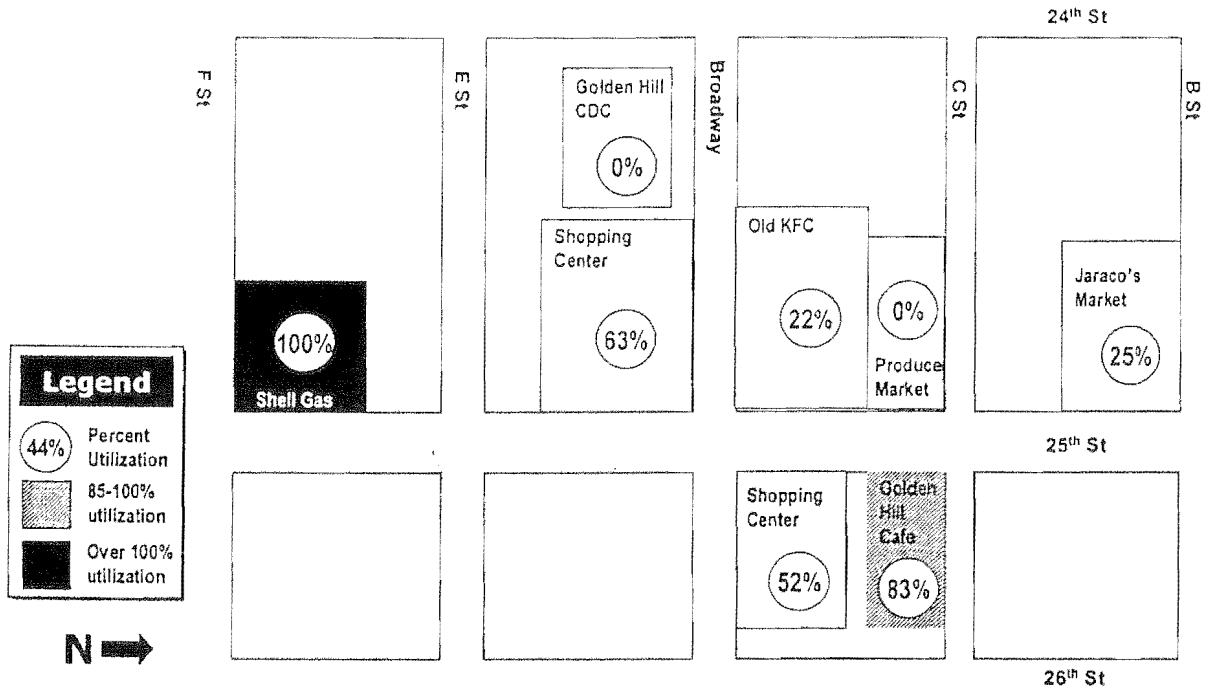 24th St
F St
E St
Broadway
C St
B St
Golden Hill
CDC
0%
Shopping
Center
63%
Old KFC
22%
0%
Produce
Market
Jaraco's
Market
25%
100%
Shell Gas
Legend
44%
Percent
Utilization
85-100%
utilization
Over 100%
utilization
25th St
Shopping
Center
52%
Golden
Hill
Cafe
83%
N
26th St